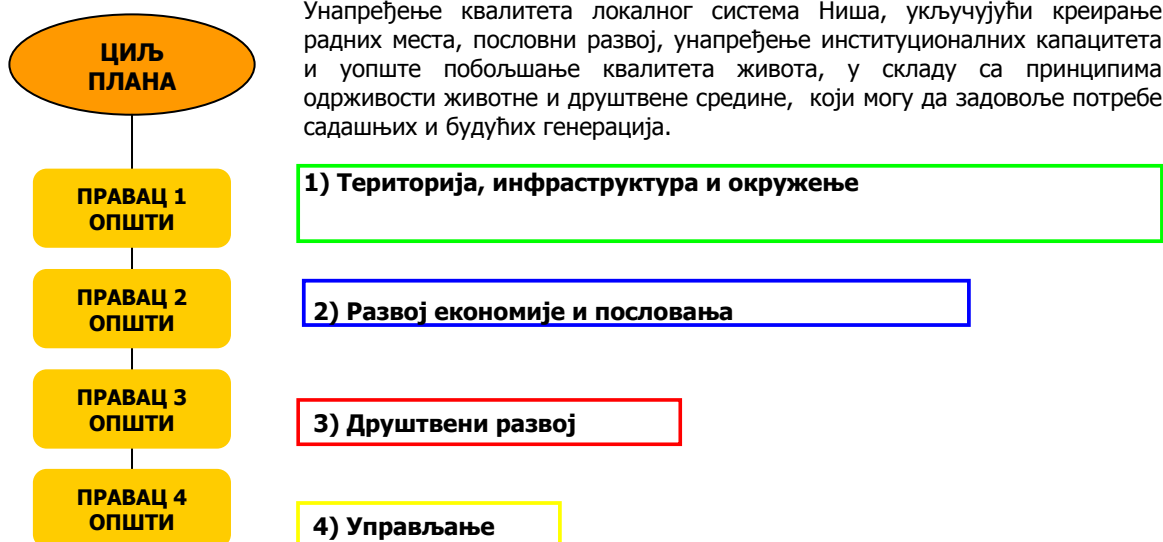 Унапређење квалитета локалног система Ниша, укључујући креирање
радних места, пословни развој, унапређење институционалних капацитета
и уопште побољшање квалитета живота, у складу са принципима
одрживости животне и друштвене средине, који могу да задовоље потребе
садашњих и будућих генерација.
ЦИЉ
ПЛАНА
ПРАВАЦ 1
ОПШТИ
1) Територија, инфраструктура и окружење
ПРАВАЦ 2
ОПШТИ
2) Развој економије и пословања
ПРАВАЦ 3
ОПШТИ
3) Друштвени развој
ПРАВАЦ 4
ОПШТИ
4) Управљање